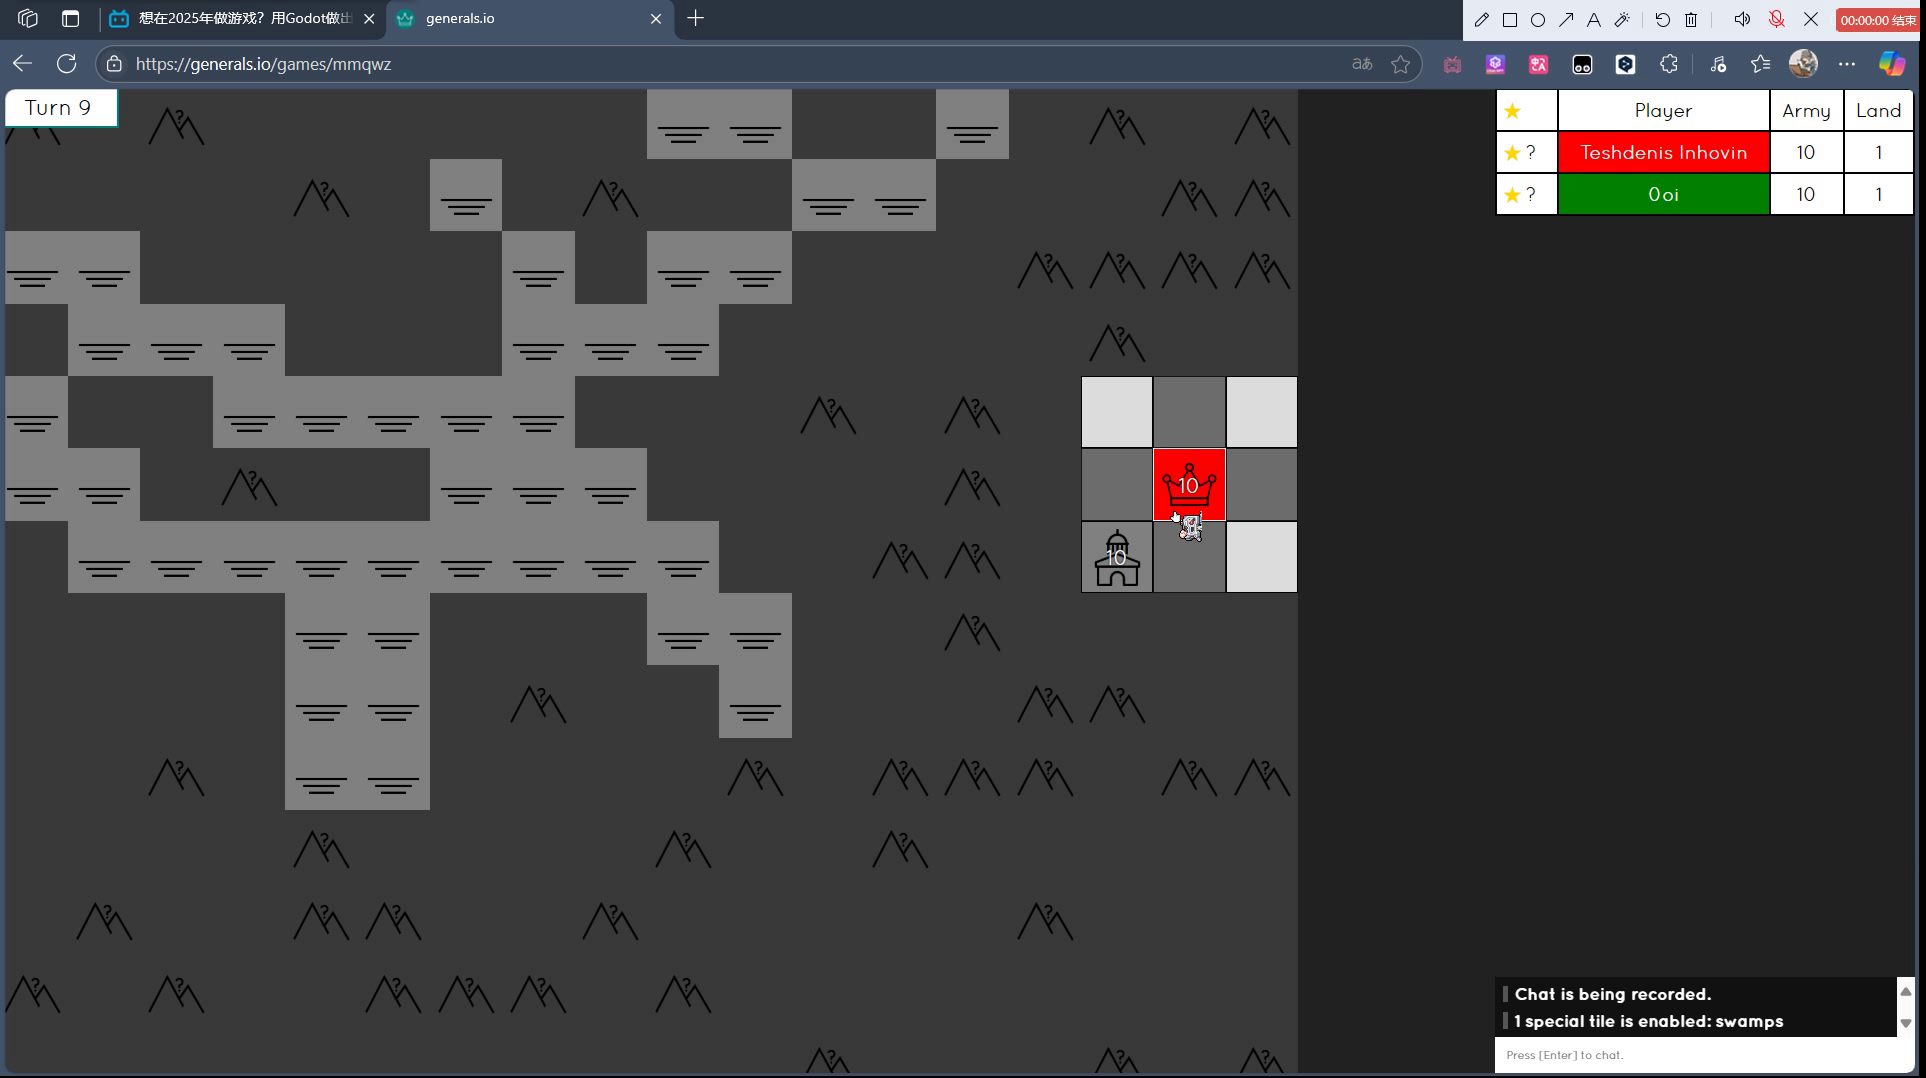 想在2025年做游戏？用Godot做出
generals.io
00:00:00 结束
https://generals.io/games/mmqwz
aあ
Turn 9
Player Army Land
? Teshdenis Inhovin 10 1
? 0oi 10 1
10
10
Chat is being recorded.
1 special tile is enabled: swamps
Press [Enter] to chat.